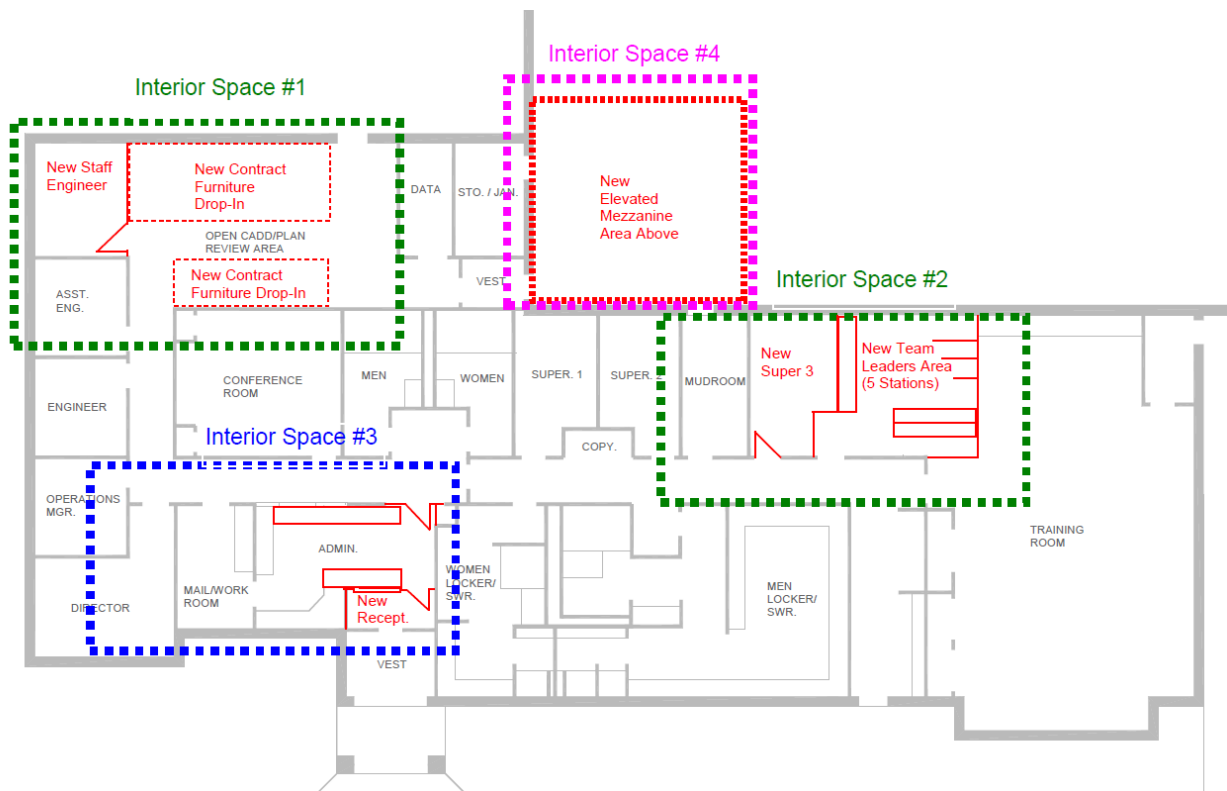 Interior Space #4
Interior Space #1
New Staff
Engineer
New Contract
Furniture
Drop-In
DATA
STO. / JAN.
New
Elevated
Mezzanine
Area Above
OPEN CADD/PLAN
REVIEW AREA
New Contract
Furniture Drop-In
VEST
ASST.
ENG.
Interior Space #2
New
Super 3
New Team
Leaders Area
(5 Stations)
CONFERENCE
ROOM
MEN
WOMEN
SUPER. 1
SUPER. 2
MUDROOM
ENGINEER
Interior Space #3
COPY.
OPERATIONS
MGR.
ADMIN.
TRAINING
ROOM
MAIL/WORK
ROOM
DIRECTOR
New
Recept.
WOMEN
LOCKER/
SWR.
MEN
LOCKER/
SWR.
VEST